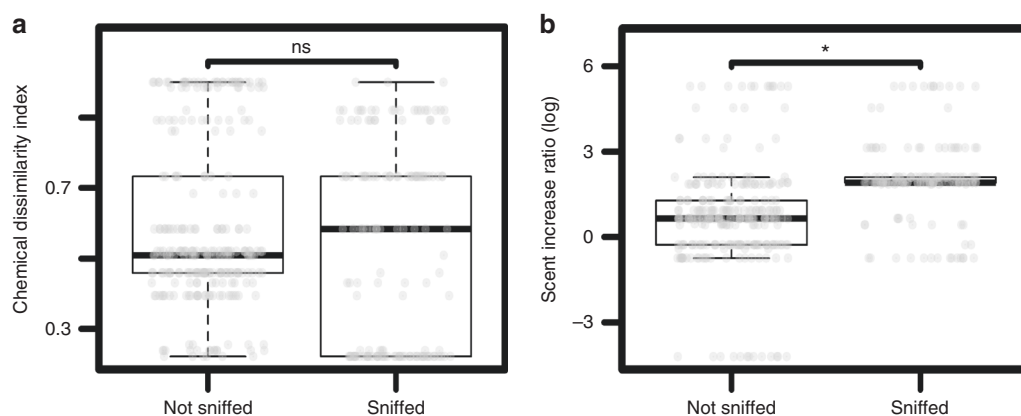 a
ns
Chemical dissimilarity index
0.7
0.3
Not sniffed
Sniffed
b
*
Scent increase ratio (log)
6
3
0
–3
Not sniffed
Sniffed